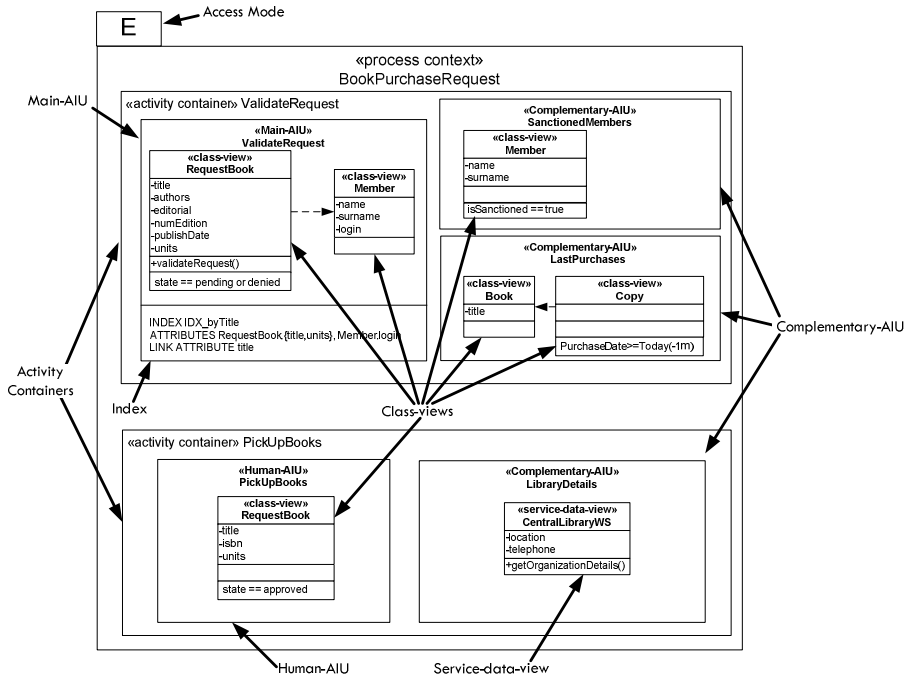 Access Mode
E
«process context»
BookPurchaseRequest
Main-AIU
«activity container» ValidateRequest
«Main-AIU»
ValidateRequest
«class-view»
RequestBook
-title
-authors
-editorial
-numEdition
-publishDate
-units
+validateRequest()
state == pending or denied
«class-view»
Member
-name
-surname
-login
INDEX IDX_byTitle
ATTRIBUTES RequestBook{title,units}, Member.login
LINK ATTRIBUTE title
«Complementary-AIU»
SanctionedMembers
«class-view»
Member
-name
-surname
isSanctioned ==true
«Complementary-AIU»
LastPurchases
«class-view»
Book
-title
«class-view»
Copy
PurchaseDate>=Today(-1m)
Complementary-AIU
Activity
Containers
Index
Class-views
«activity container» PickUpBooks
«Human-AIU»
PickUpBooks
«class-view»
RequestBook
-title
-isbn
-units
state == approved
«Complementary-AIU»
LibraryDetails
«service-data-view»
CentralLibraryWS
-location
-telephone
+getOrganizationDetails()
Human-AIU
Service-data-view